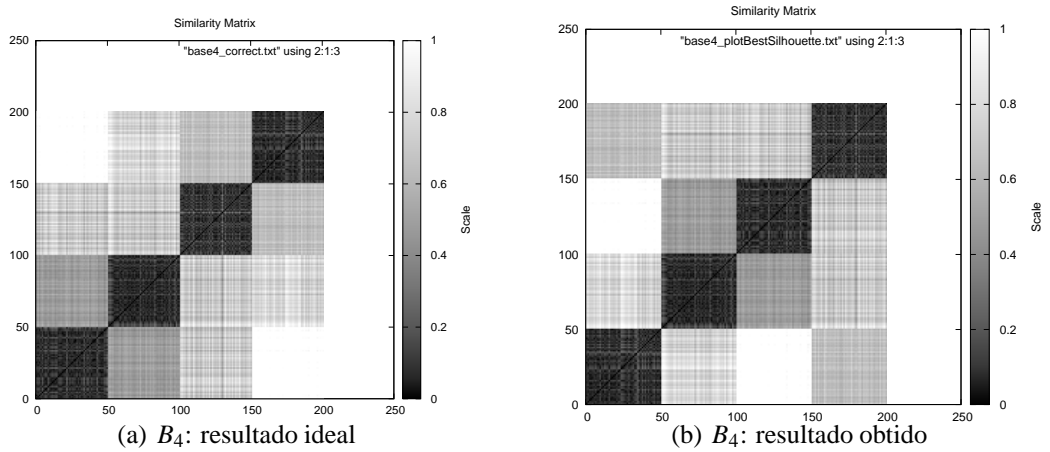 Similarity Matrix
"base4_correct.txt" using 2:1:3
250
200
150
100
50
0
0 50 100 150 200 250
1
0.8
0.6
0.4
0.2
0
Scale
(a) B4: resultado ideal
Similarity Matrix
"base4_plotBestSilhouette.txt" using 2:1:3
250
200
150
100
50
0
0 50 100 150 200 250
1
0.8
0.6
0.4
0.2
0
Scale
(b) B4: resultado obtido